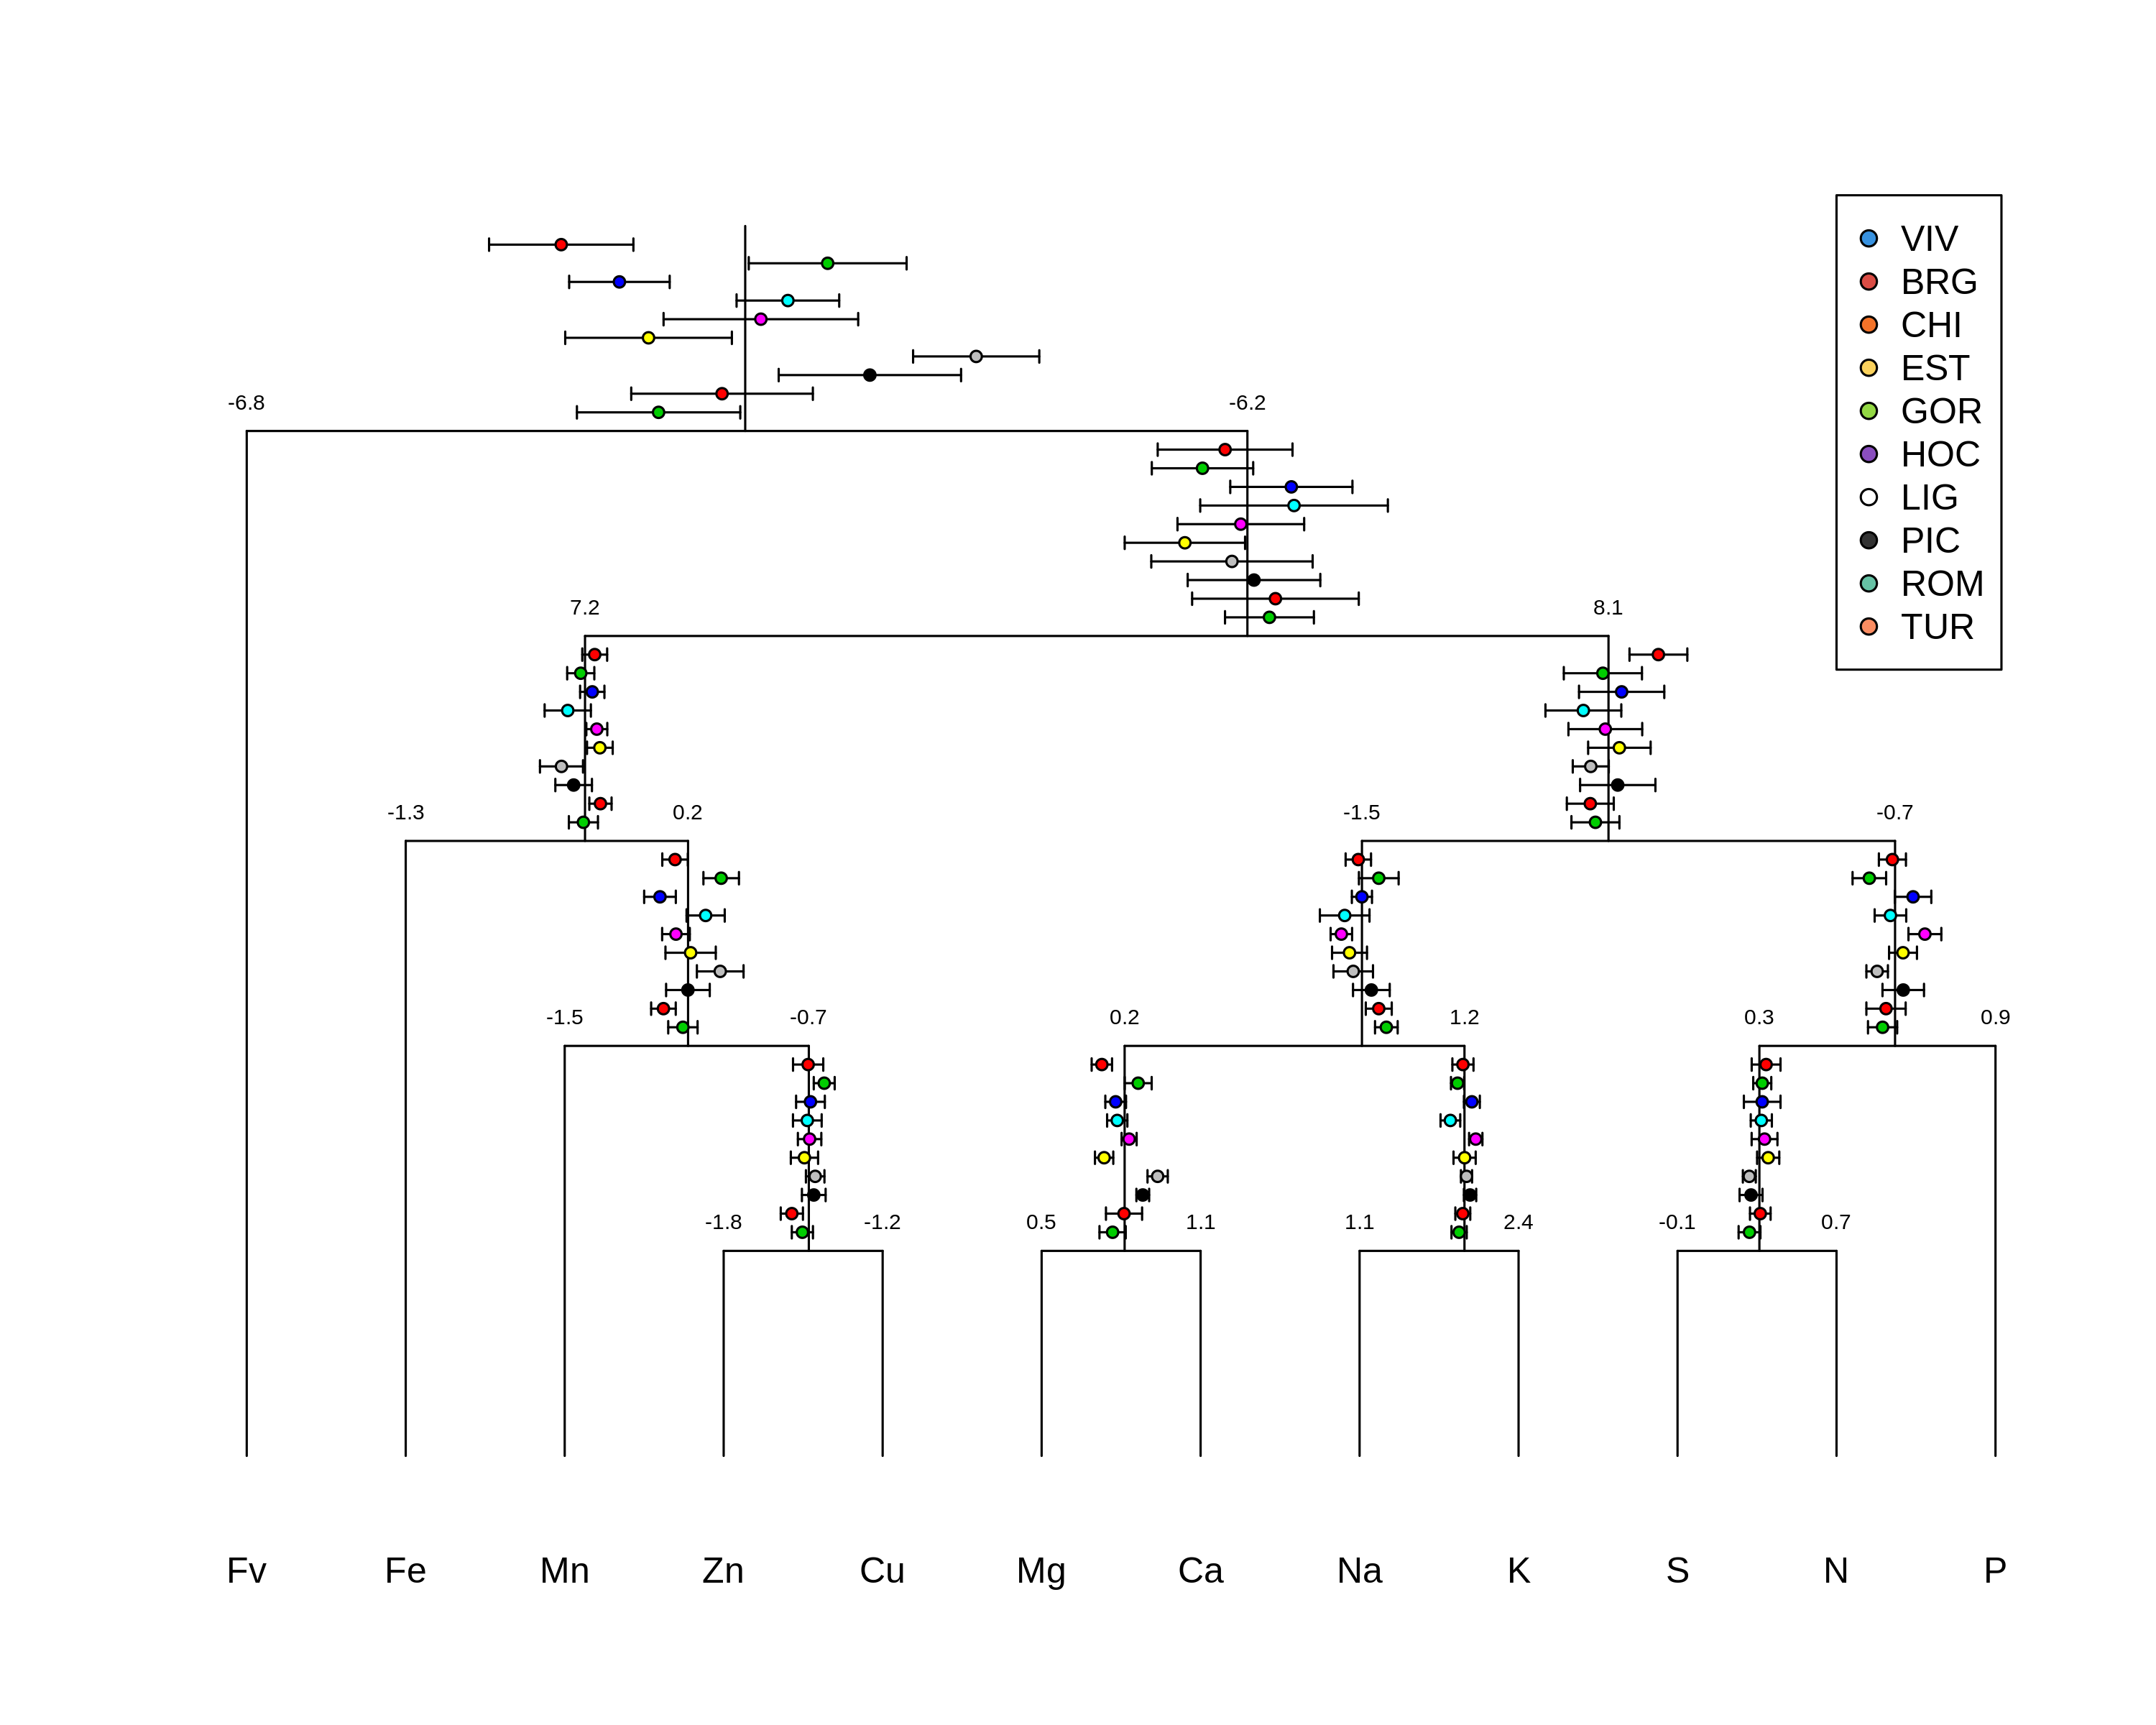 VIV
BRG
CHI
EST
GOR
HOC
LIG
PIC
ROM
TUR
-6.8 -6.2
7.2 8.1
-1.3 0.2 -1.5 -0.7
-1.5 -0.7 0.2 1.2 0.3 0.9
-1.8 -1.2 0.5 1.1 1.1 2.4 -0.1 0.7
Fv Fe Mn Zn Cu Mg Ca Na K S N P